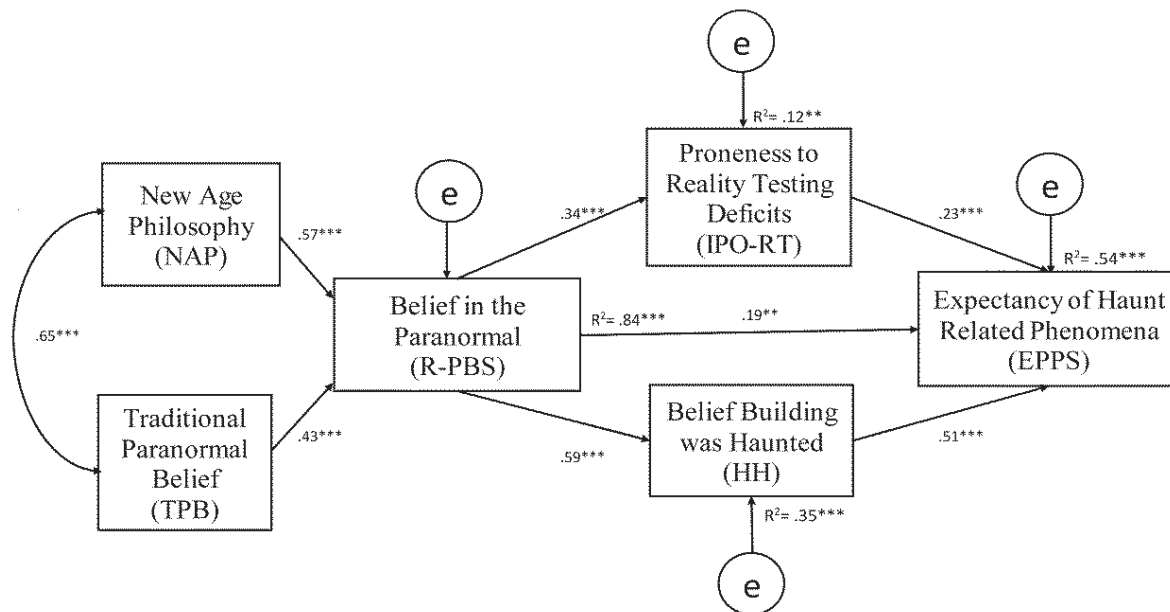 e
R²= .12**
Proneness to
Reality Testing
Deficits
(IPO-RT)
New Age
Philosophy
(NAP)
e
e
.34***
.23***
.57***
R²= .54***
Belief in the
Paranormal
(R-PBS)
R²= .84***
.19**
Expectancy of Haunt
Related Phenomena
(EPPS)
.65***
Traditional
Paranormal
Belief
(TPB)
.43***
.59***
Belief Building
was Haunted
(HH)
.51***
R²= .35***
e